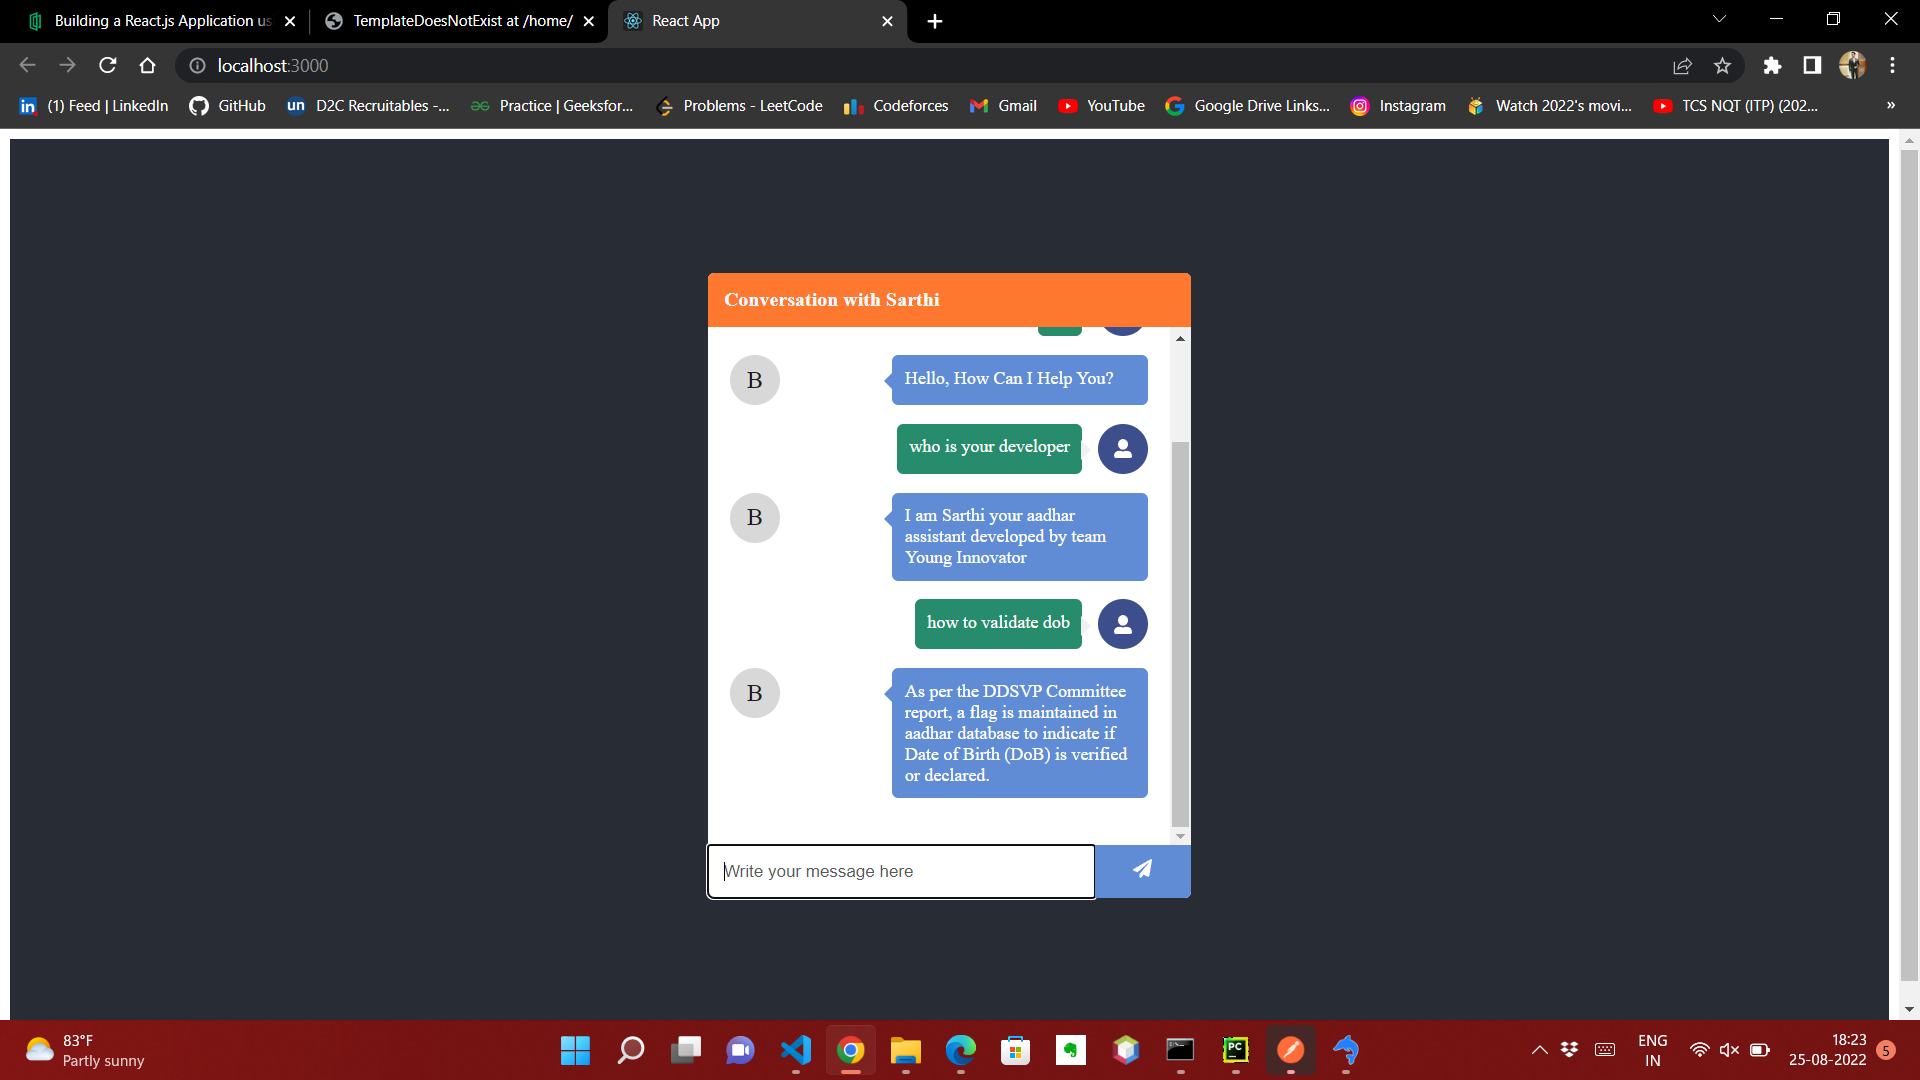 Building a React.js Application us
TemplateDoesNotExist at /home/
React App
localhost:3000
(1) Feed | LinkedIn
GitHub
un
D2C Recruitables -...
Practice | Geeksfor...
Problems - LeetCode
Codeforces
Gmail
YouTube
Google Drive Links...
Instagram
Watch 2022's movi...
TCS NQT (ITP) (202...
»
Conversation with Sarthi
B
Hello, How Can I Help You?
who is your developer
B
I am Sarthi your aadhar
assistant developed by team
Young Innovator
how to validate dob
B
As per the DDSVP Committee
report, a flag is maintained in
aadhar database to indicate if
Date of Birth (DoB) is verified
or declared.
Write your message here
83°F
Partly sunny
PC
ENG
IN
18:23
25-08-2022
5